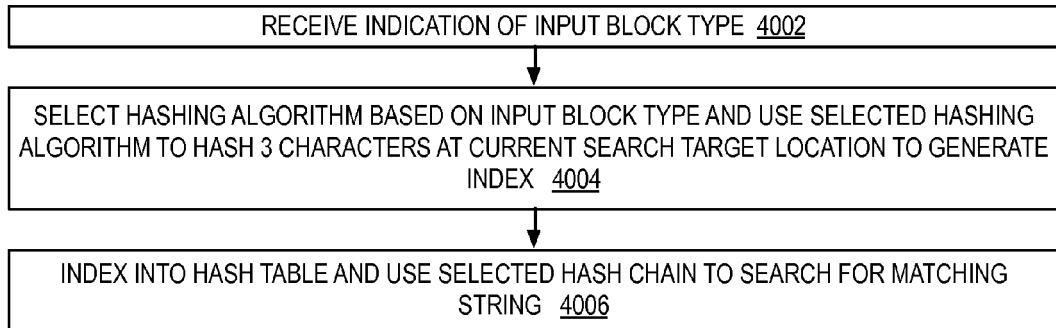 RECEIVE INDICATION OF INPUT BLOCK TYPE 4002
SELECT HASHING ALGORITHM BASED ON INPUT BLOCK TYPE AND USE SELECTED HASHING
ALGORITHM TO HASH 3 CHARACTERS AT CURRENT SEARCH TARGET LOCATION TO GENERATE
INDEX 4004
INDEX INTO HASH TABLE AND USE SELECTED HASH CHAIN TO SEARCH FOR MATCHING
STRING 4006